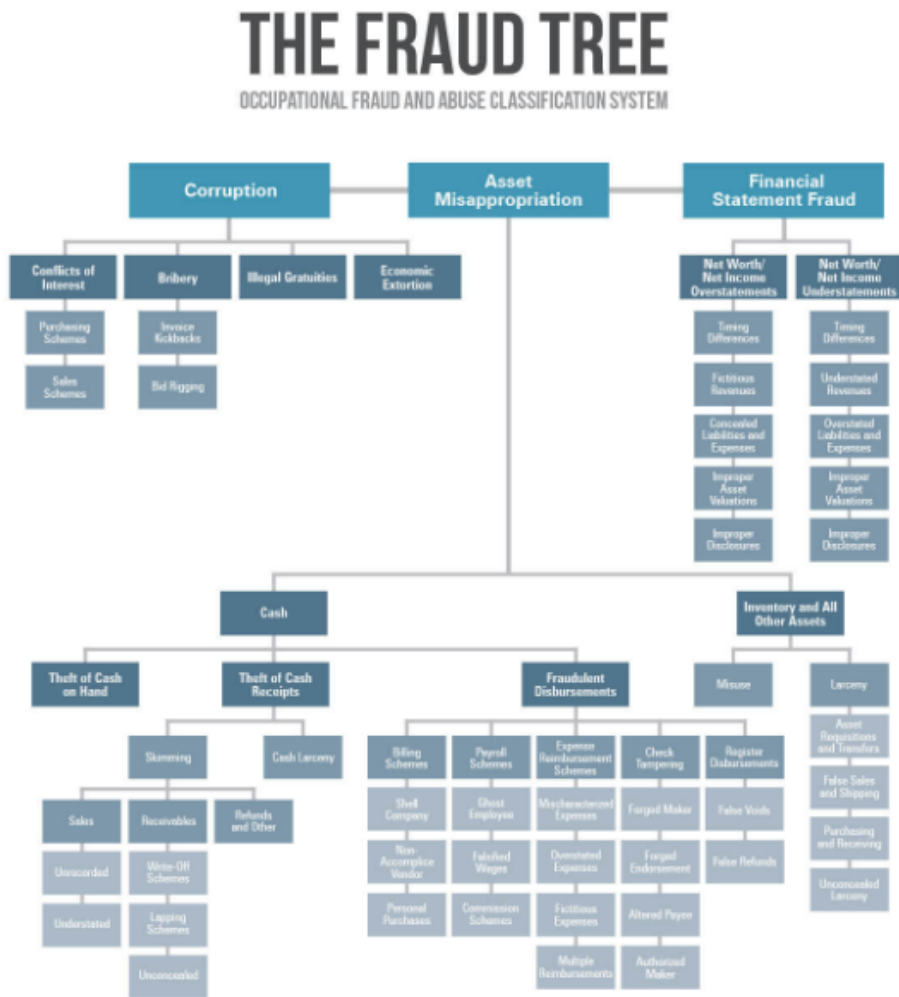 THE FRAUD TREE
OCCUPATIONAL FRAUD AND ABUSE CLASSIFICATION SYSTEM
Corruption
Asset
Misappropriation
Financial
Statement Fraud
Conflicts of
Interest
Bribery
Illegal Gratuities
Economic
Extortion
Net Worth/
Net Income
Overstatements
Net Worth/
Net Income
Understatements
Purchasing
Schemes
Sales
Schemes
Invoice
Kickbacks
Bid Rigging
Timing
Differences
Fictitious
Revenues
Concealed
Liabilities and
Expenses
Improper
Asset
Valuations
Improper
Disclosures
Timing
Differences
Understated
Revenues
Overstated
Liabilities and
Expenses
Improper
Asset
Valuations
Improper
Disclosures
Cash
Inventory and All
Other Assets
Theft of Cash
on Hand
Theft of Cash
Receipts
Fraudulent
Disbursements
Misuse
Larceny
Asset
Requisitions
and Transfers
False Sales
and Shipping
Purchasing
and Receiving
Unconcealed
Larceny
Skimming
Cash Larceny
Sales
Unrecorded
Understated
Receivables
Write-Off
Schemes
Lapping
Schemes
Unconcealed
Refunds
and Other
Billing
Schemes
Shell
Company
Non-
Accomplice
Vendor
Personal
Purchases
Payroll
Schemes
Ghost
Employee
Falsified
Wages
Commission
Schemes
Expense
Reimbursement
Schemes
Mischaracterized
Expenses
Overstated
Expenses
Fictitious
Expenses
Multiple
Reimbursements
Check
Tampering
Forged Maker
Forged
Endorsement
Altered Payee
Authorized
Maker
Register
Disbursements
False Voids
False Refunds